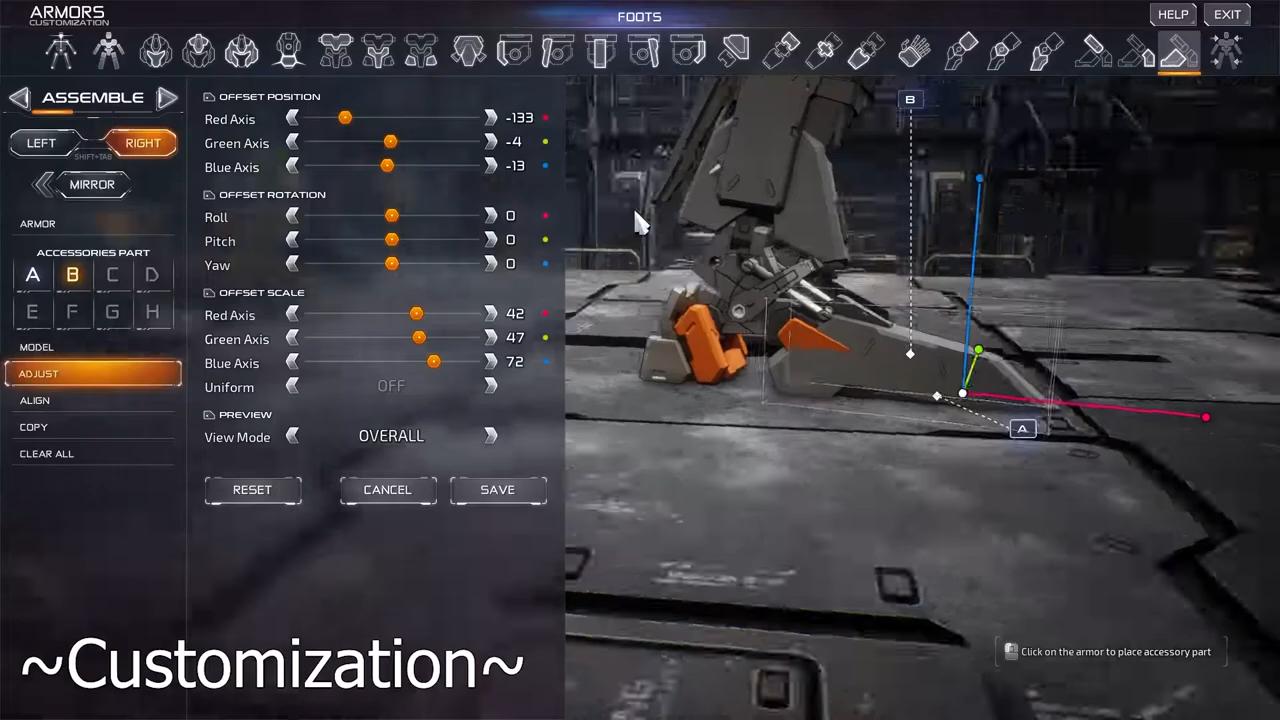 ARMORS
CUSTOMIZATION
FOOTS
HELP
EXIT
ASSEMBLE
LEFT
RIGHT
SHIFT+TAB
MIRROR
ARMOR
ACCESSORIES PART
A B C D
E F G H
MODEL
ADJUST
ALIGN
COPY
CLEAR ALL
OFFSET POSITION
Red Axis -133
Green Axis -4
Blue Axis -13
OFFSET ROTATION
Roll 0
Pitch 0
Yaw 0
OFFSET SCALE
Red Axis 42
Green Axis 47
Blue Axis 72
Uniform OFF
PREVIEW
View Mode OVERALL
RESET
CANCEL
SAVE
B
A
Click on the armor to place accessory part
~Customization~